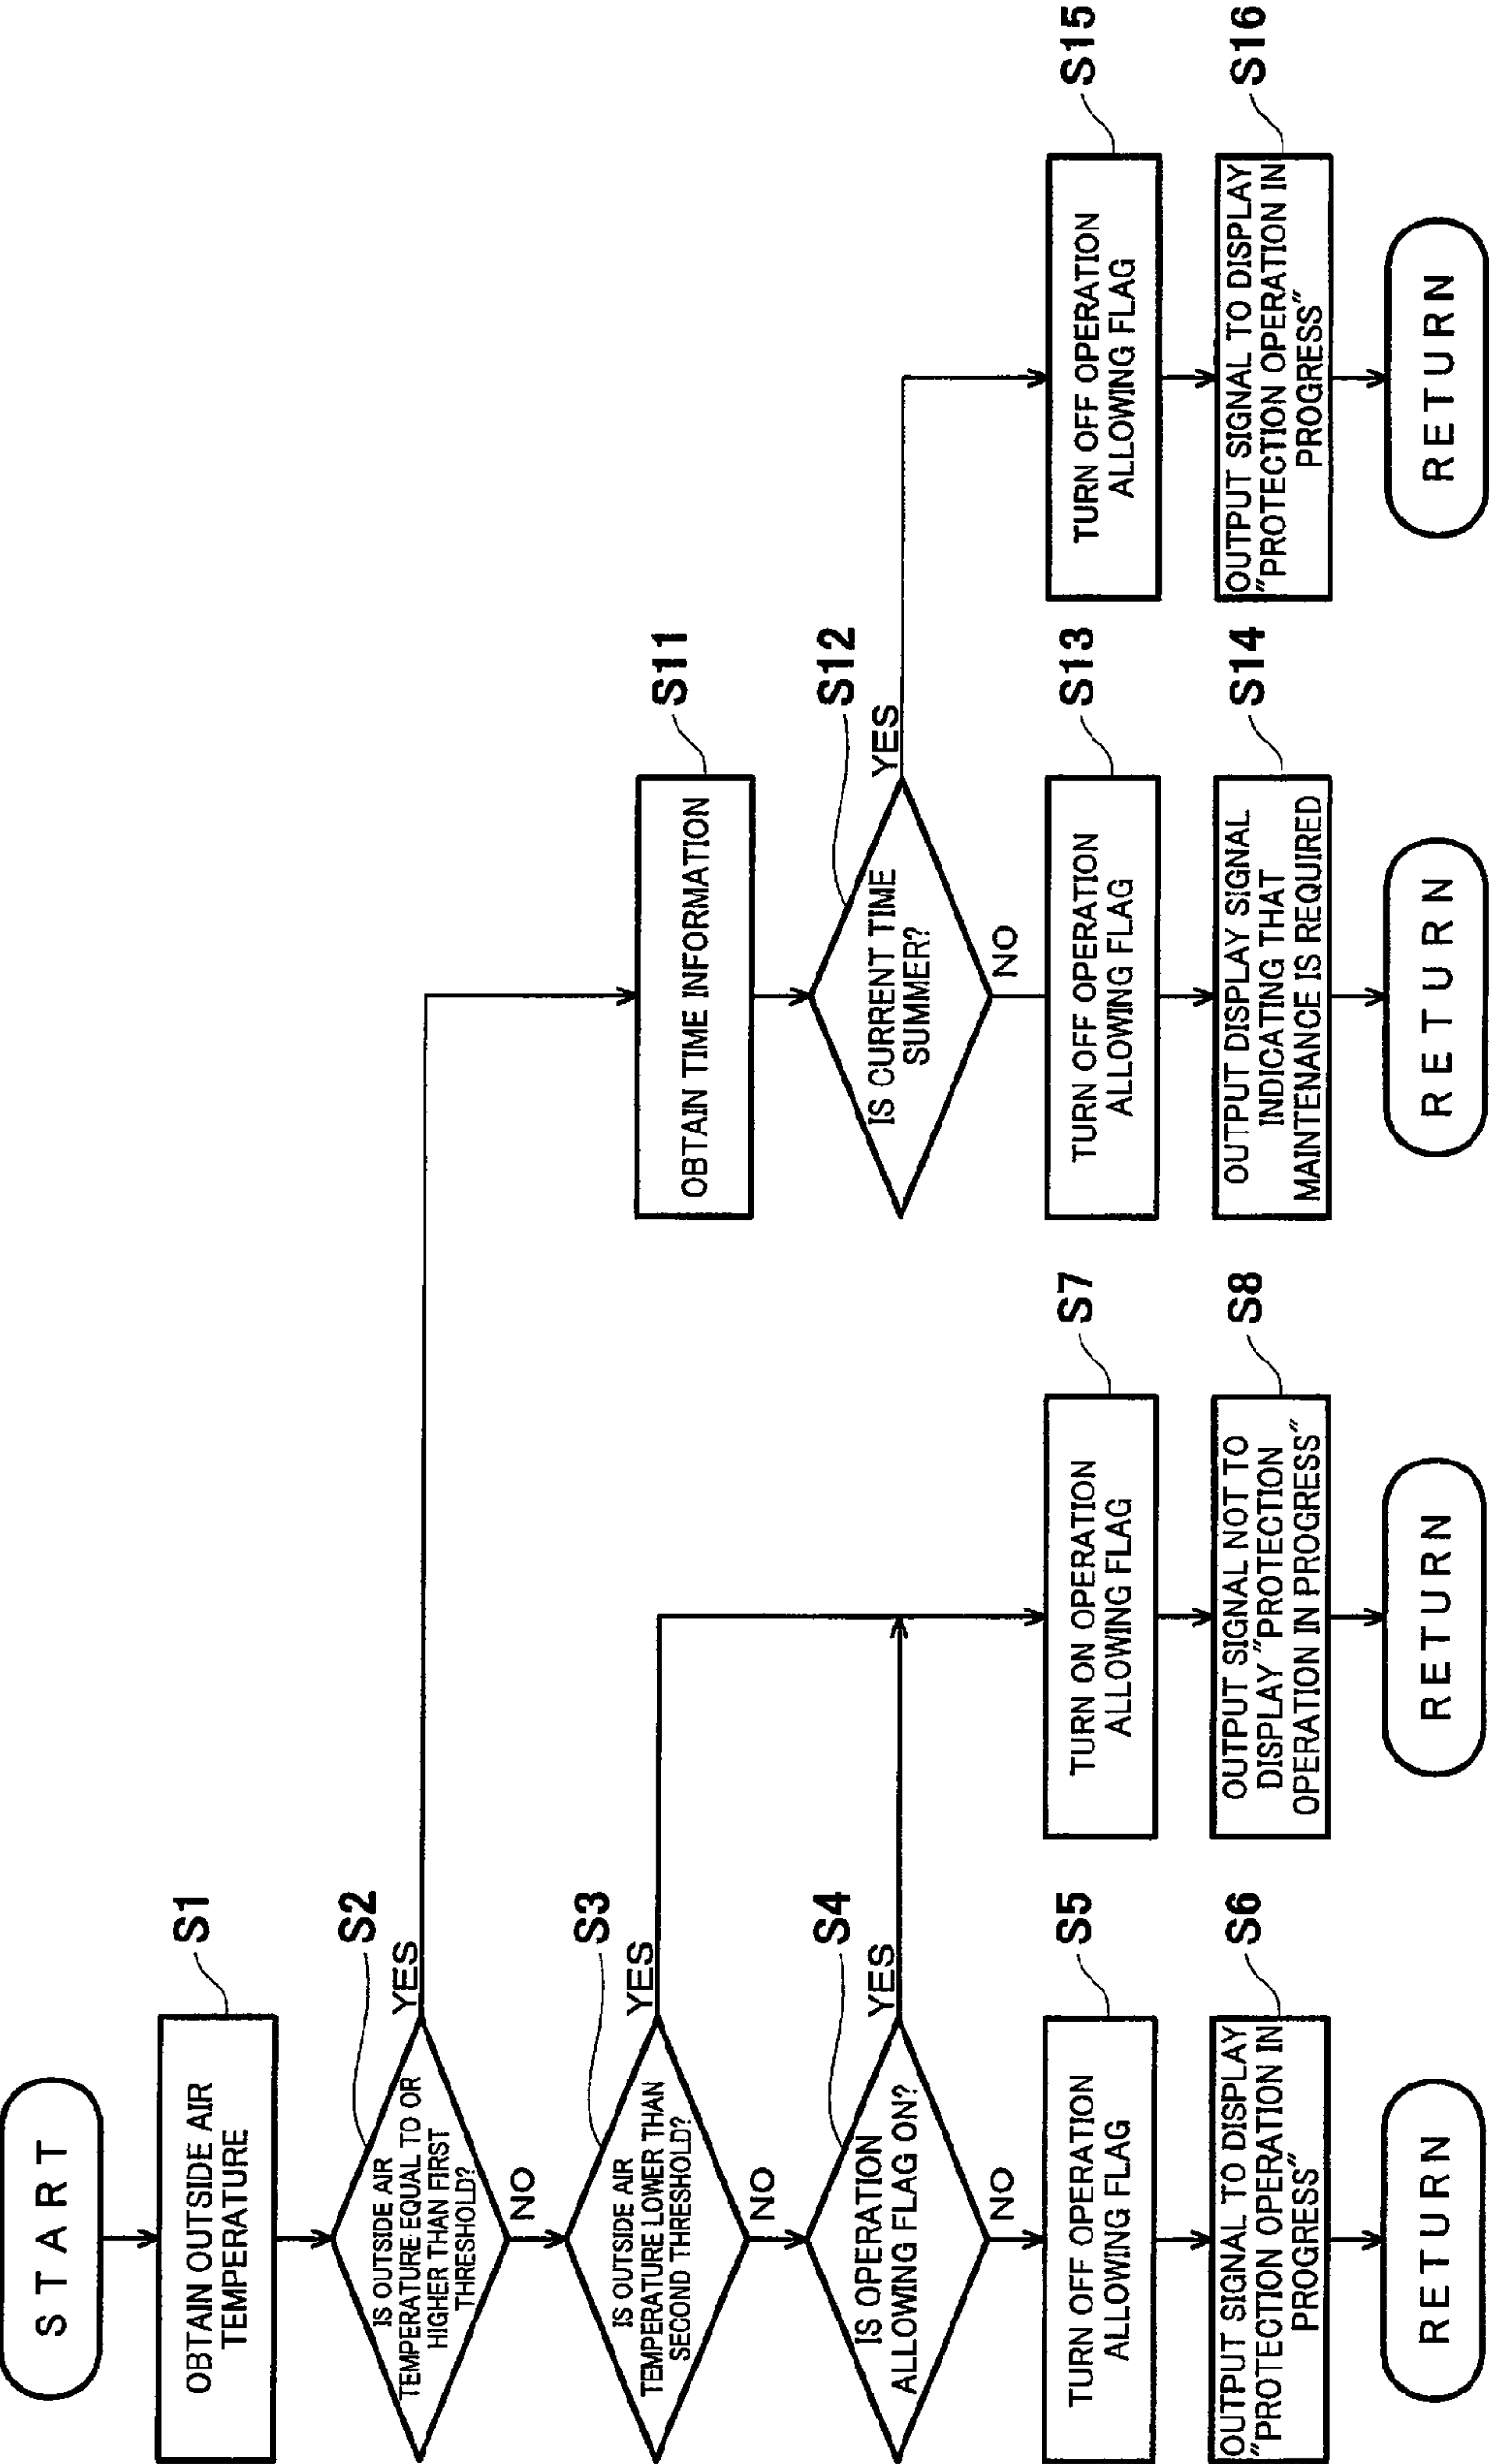 START
S1
OBTAIN OUTSIDE AIR
TEMPERATURE
S2
IS OUTSIDE AIR
TEMPERATURE EQUAL TO OR
HIGHER THAN FIRST
THRESHOLD?
YES
NO
S3
IS OUTSIDE AIR
TEMPERATURE LOWER THAN
SECOND THRESHOLD?
YES
NO
S4
IS OPERATION
ALLOWING FLAG ON?
YES
NO
S5
TURN OFF OPERATION
ALLOWING FLAG
S6
OUTPUT SIGNAL TO DISPLAY
"PROTECTION OPERATION IN
PROGRESS"
RETURN
S7
TURN ON OPERATION
ALLOWING FLAG
S8
OUTPUT SIGNAL NOT TO
DISPLAY "PROTECTION
OPERATION IN PROGRESS"
RETURN
S11
OBTAIN TIME INFORMATION
S12
IS CURRENT TIME
SUMMER?
YES
NO
S13
TURN OFF OPERATION
ALLOWING FLAG
S14
OUTPUT DISPLAY SIGNAL
INDICATING THAT
MAINTENANCE IS REQUIRED
RETURN
S15
TURN OFF OPERATION
ALLOWING FLAG
S16
OUTPUT SIGNAL TO DISPLAY
"PROTECTION OPERATION IN
PROGRESS"
RETURN